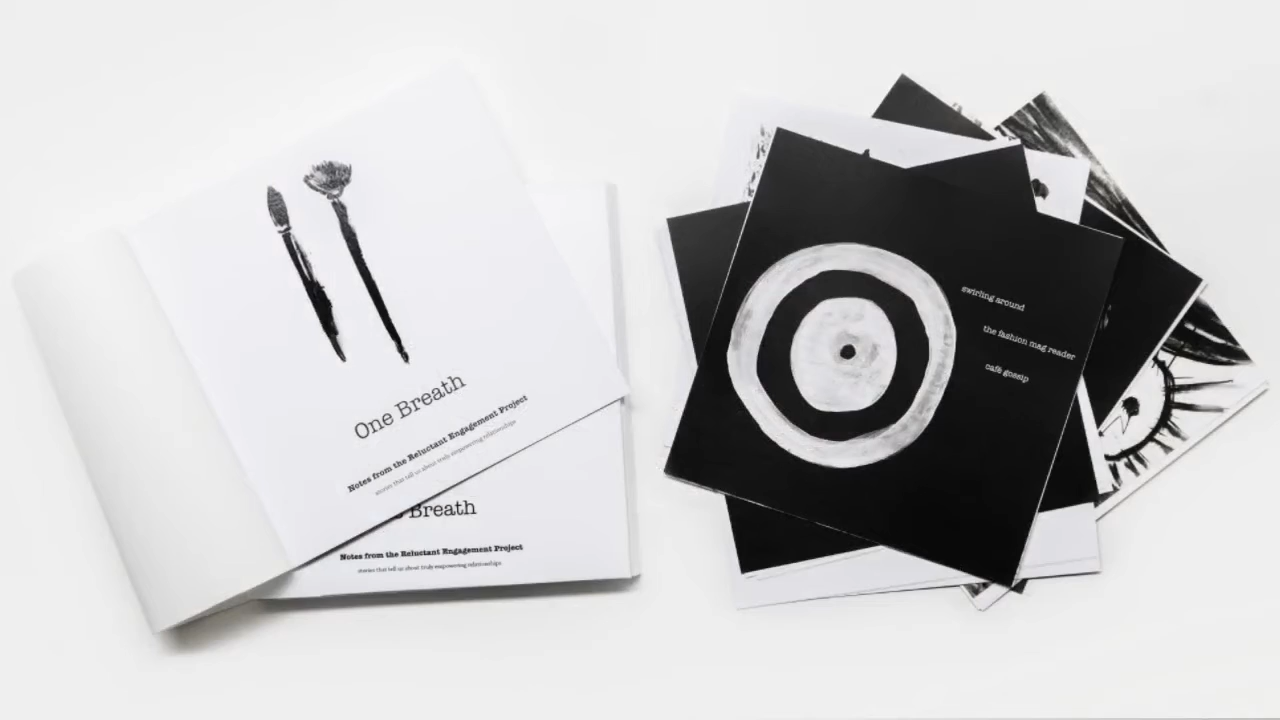 One Breath
Notes from the Reluctant Engagement Project
stories that tell us about truly empowering relationships
Breath
Notes from the Reluctant Engagement Project
stories that tell us about truly empowering relationships
swirling around
the fashion mag reader
café gossip